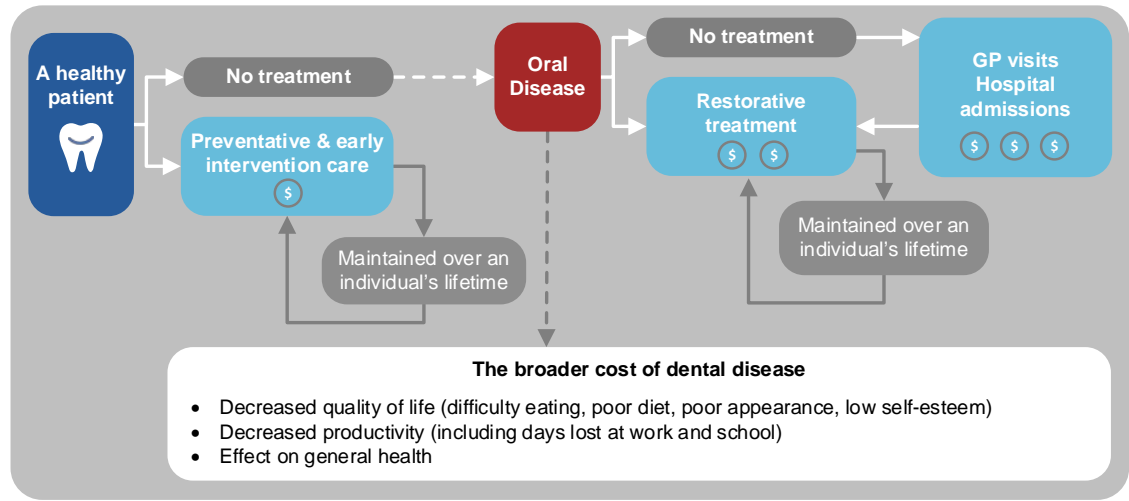 A healthy
patient
No treatment
Preventative & early
intervention care
$
Maintained over an
individual’s lifetime
Oral
Disease
No treatment
Restorative
treatment
$ $
Maintained over an
individual’s lifetime
GP visits
Hospital
admissions
$ $ $
The broader cost of dental disease
• Decreased quality of life (difficulty eating, poor diet, poor appearance, low self-esteem)
• Decreased productivity (including days lost at work and school)
• Effect on general health